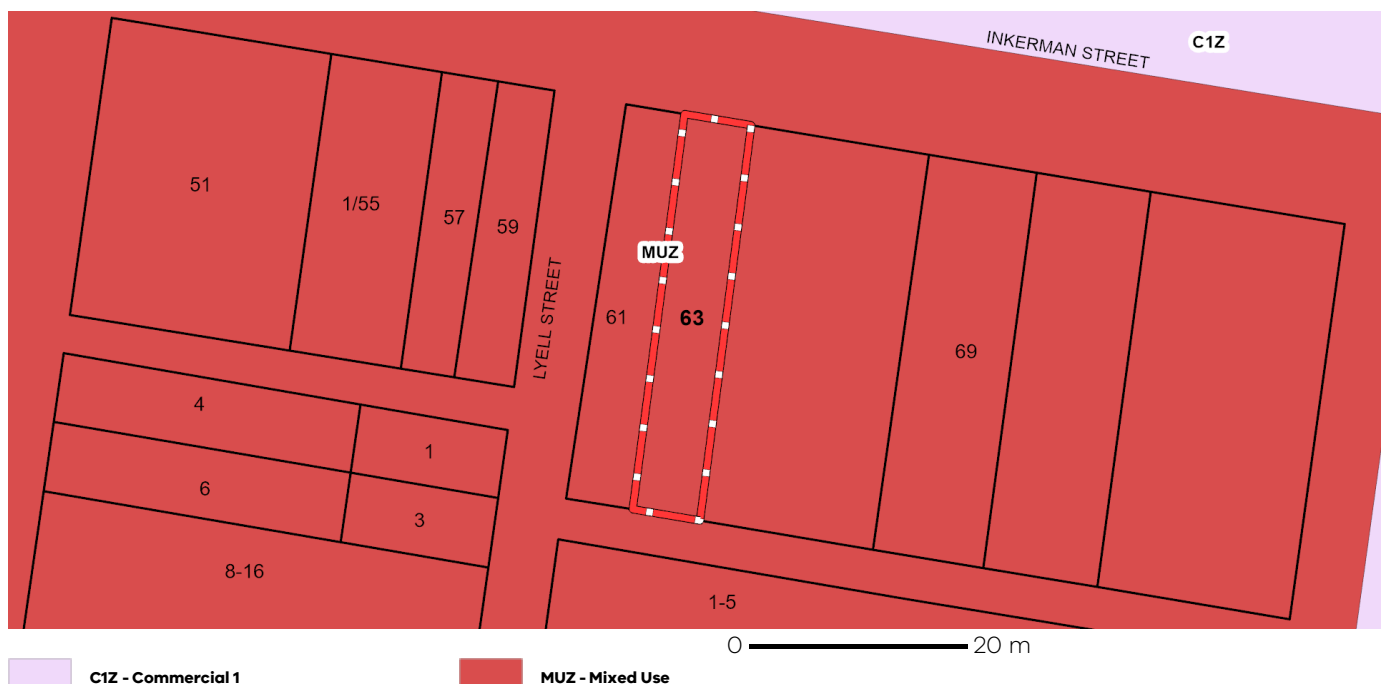 INKERMAN STREET
C1Z
51
1/55
57
59
MUZ
LYELL STREET
61
63
69
4
1
6
3
8-16
1-5
0 20 m
C1Z - Commercial 1
MUZ - Mixed Use